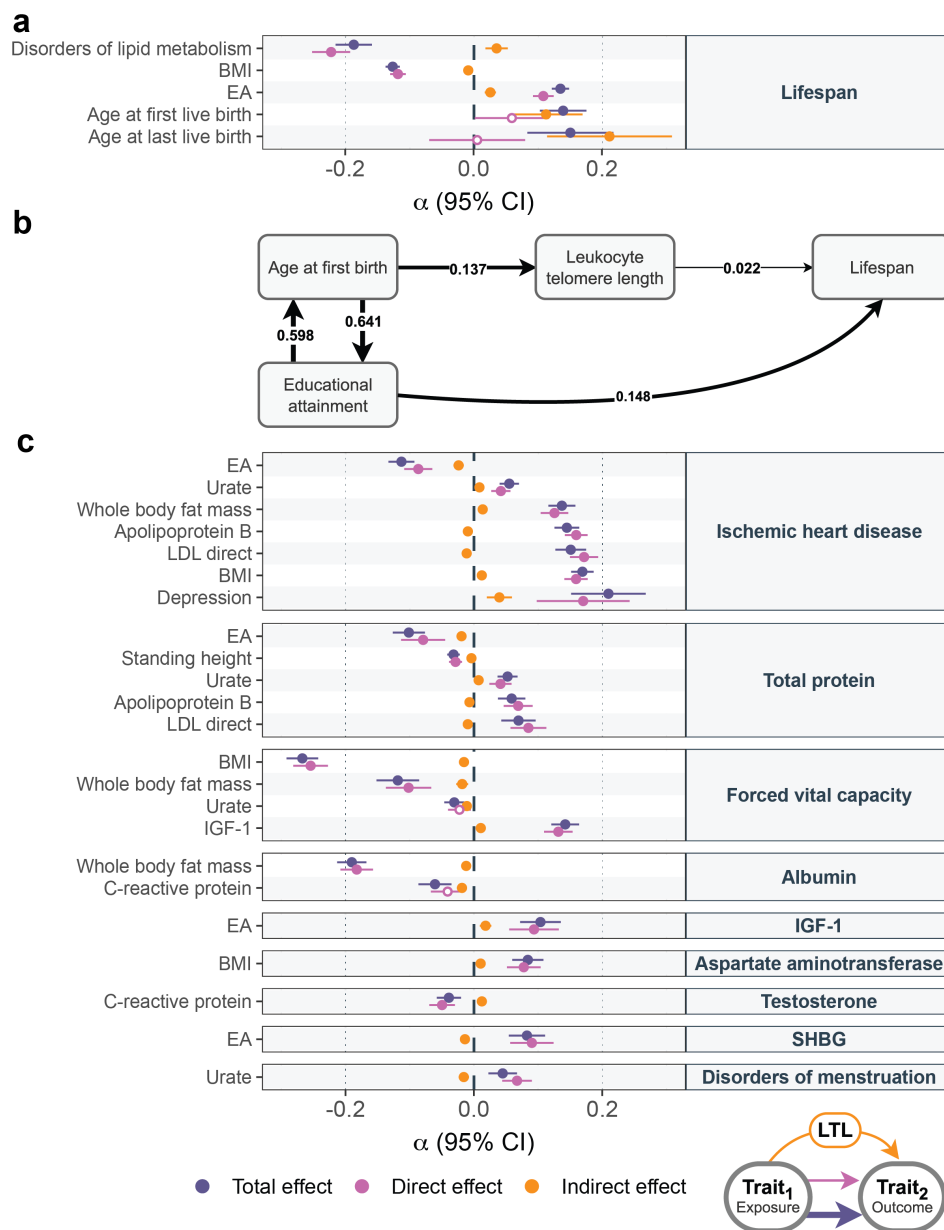 a
Disorders of lipid metabolism
BMI
EA
Age at first live birth
Age at last live birth
Lifespan
-0.2 0.0 0.2
α (95% CI)
b
Age at first birth
0.137
Leukocyte
telomere length
0.022
Lifespan
0.598
0.641
Educational
attainment
0.148
c
EA
Urate
Whole body fat mass
Apolipoprotein B
LDL direct
BMI
Depression
Ischemic heart disease
EA
Standing height
Urate
Apolipoprotein B
LDL direct
Total protein
BMI
Whole body fat mass
Urate
IGF-1
Forced vital capacity
Whole body fat mass
C-reactive protein
Albumin
EA
IGF-1
BMI
Aspartate aminotransferase
C-reactive protein
Testosterone
EA
SHBG
Urate
Disorders of menstruation
-0.2 0.0 0.2
α (95% CI)
Total effect Direct effect Indirect effect
LTL
Trait1
Exposure
Trait2
Outcome